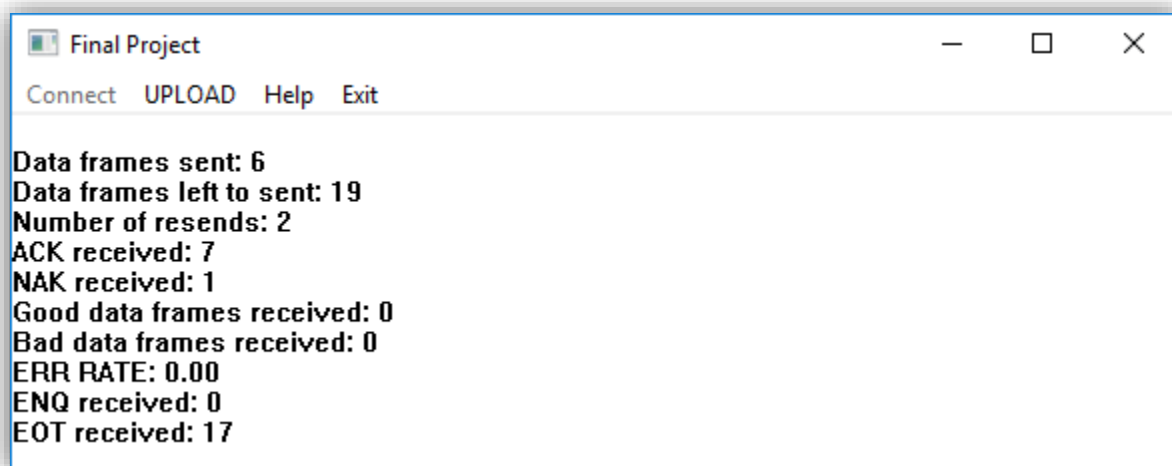 Final Project
Connect UPLOAD Help Exit
Data frames sent: 6
Data frames left to sent: 19
Number of resends: 2
ACK received: 7
NAK received: 1
Good data frames received: 0
Bad data frames received: 0
ERR RATE: 0.00
ENQ received: 0
EOT received: 17